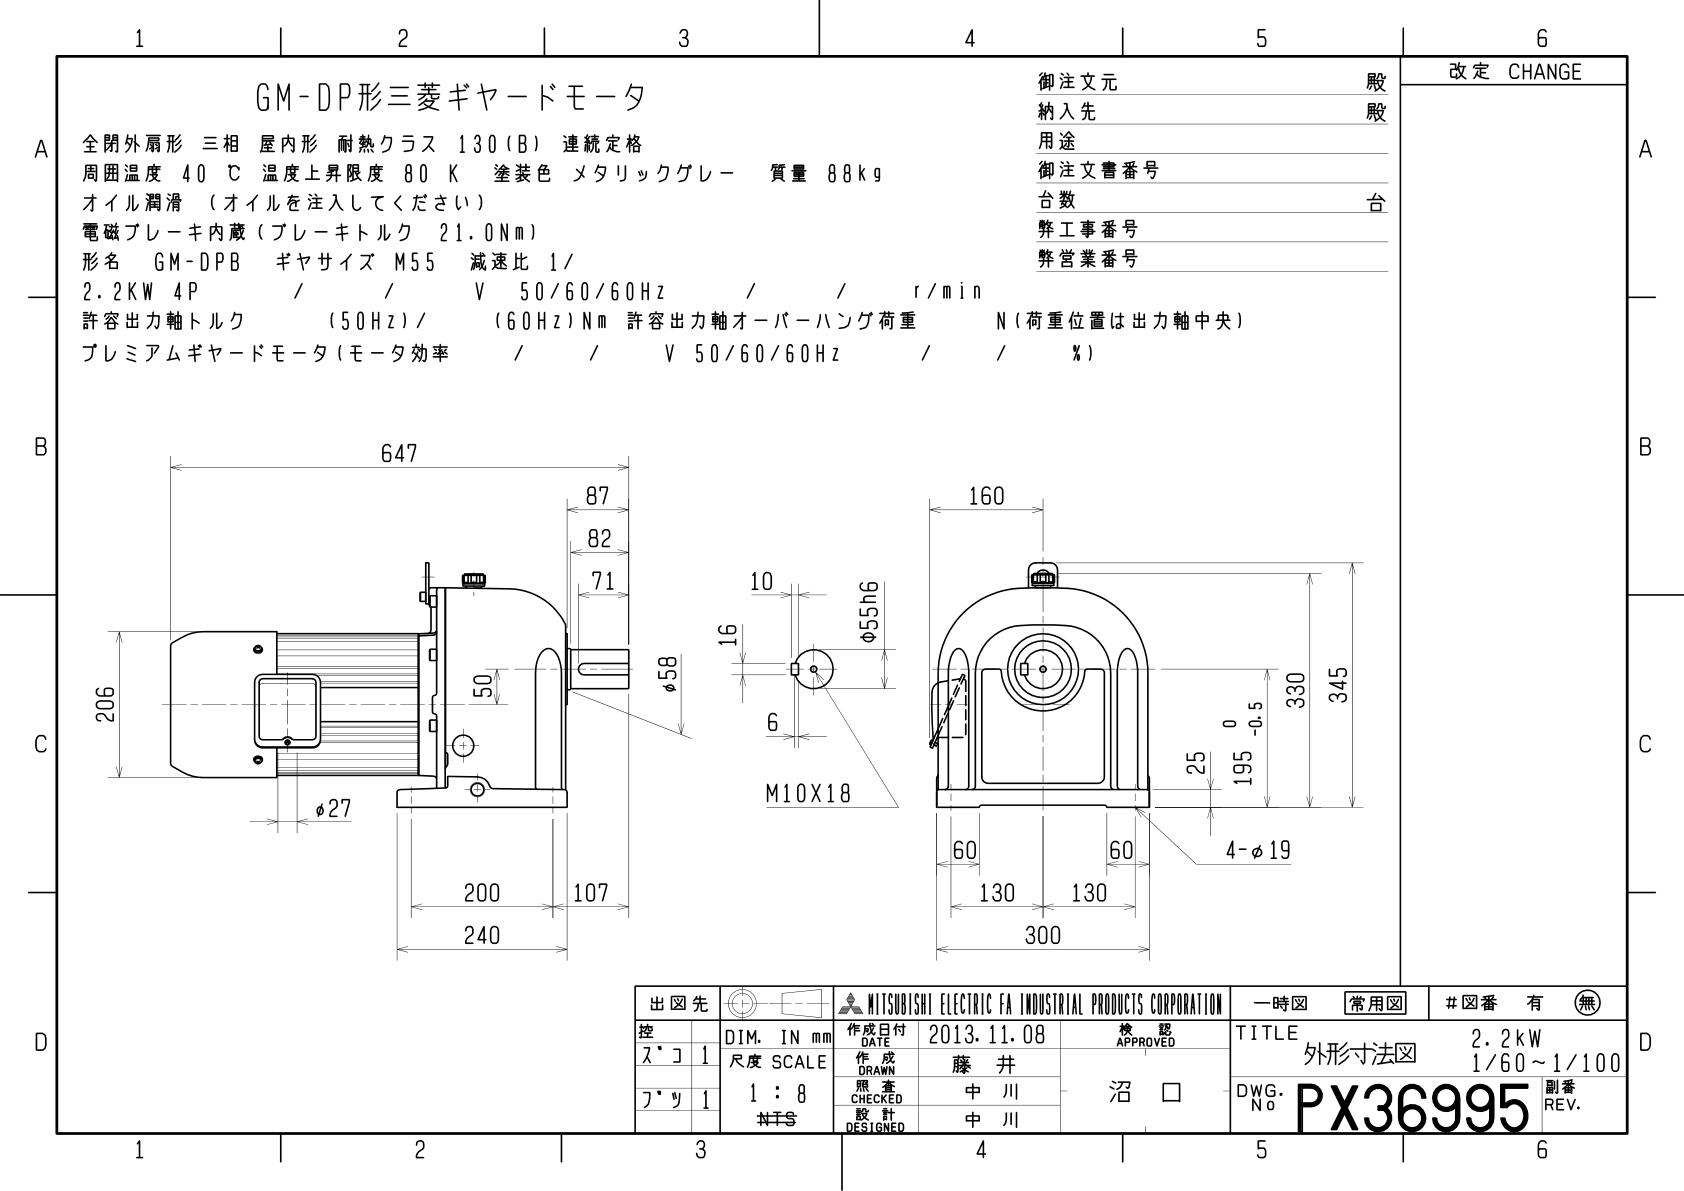 1 2 3 4 5 6
改定 CHANGE
GM-DP形三菱ギヤードモータ
全閉外扇形 三相 屋内形 耐熱クラス 130(B) 連続定格
周囲温度 40 ℃ 温度上昇限度 80 K 塗装色 メタリックグレー 質量 88kg
オイル潤滑 (オイルを注入してください)
電磁ブレーキ内蔵(ブレーキトルク 21.0Nm)
形名 GM-DPB ギヤサイズ M55 減速比 1/
2.2KW 4P / / V 50/60/60Hz / / r/min
許容出力軸トルク (50Hz)/ (60Hz)Nm 許容出力軸オーバーハング荷重 N(荷重位置は出力軸中央)
プレミアムギヤードモータ(モータ効率 / / V 50/60/60Hz / / %)
御注文元 殿
納入先 殿
用途
御注文書番号
台数 台
弊工事番号
弊営業番号
A A
B B
C C
D D
647
87
82
71
206
50
φ58
φ27
200 107
240
10
16
6
φ55h6
M10X18
160
345
330
195 0 -0.5
25
60 60
4-φ19
130 130
300
出図先
控
ズコ 1
ブツ 1
DIM. IN mm
尺度 SCALE
1 : 8
NTS
MITSUBISHI ELECTRIC FA INDUSTRIAL PRODUCTS CORPORATION
作成日付 DATE 2013.11.08
作成 DRAWN 藤井
照査 CHECKED 中川
設計 DESIGNED 中川
検認 APPROVED
沼口
一時図 常用図 #図番 有 無
TITLE 外形寸法図
2.2kW
1/60~1/100
DWG. No PX36995
副番 REV.
1 2 3 4 5 6